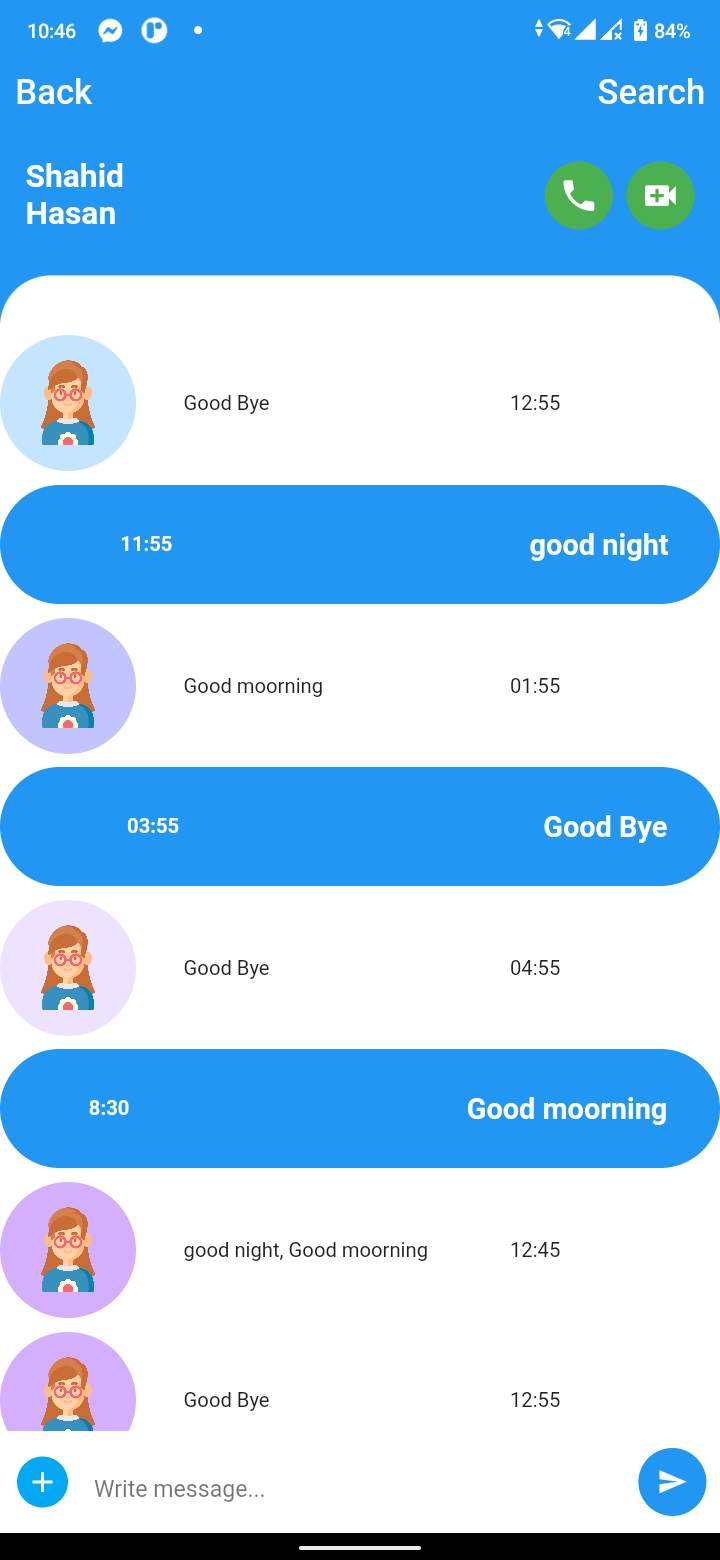 10:46
4
84%
Back
Search
Shahid
Hasan
Good Bye
12:55
11:55
good night
Good moorning
01:55
03:55
Good Bye
Good Bye
04:55
8:30
Good moorning
good night, Good moorning
12:45
Good Bye
12:55
Write message...